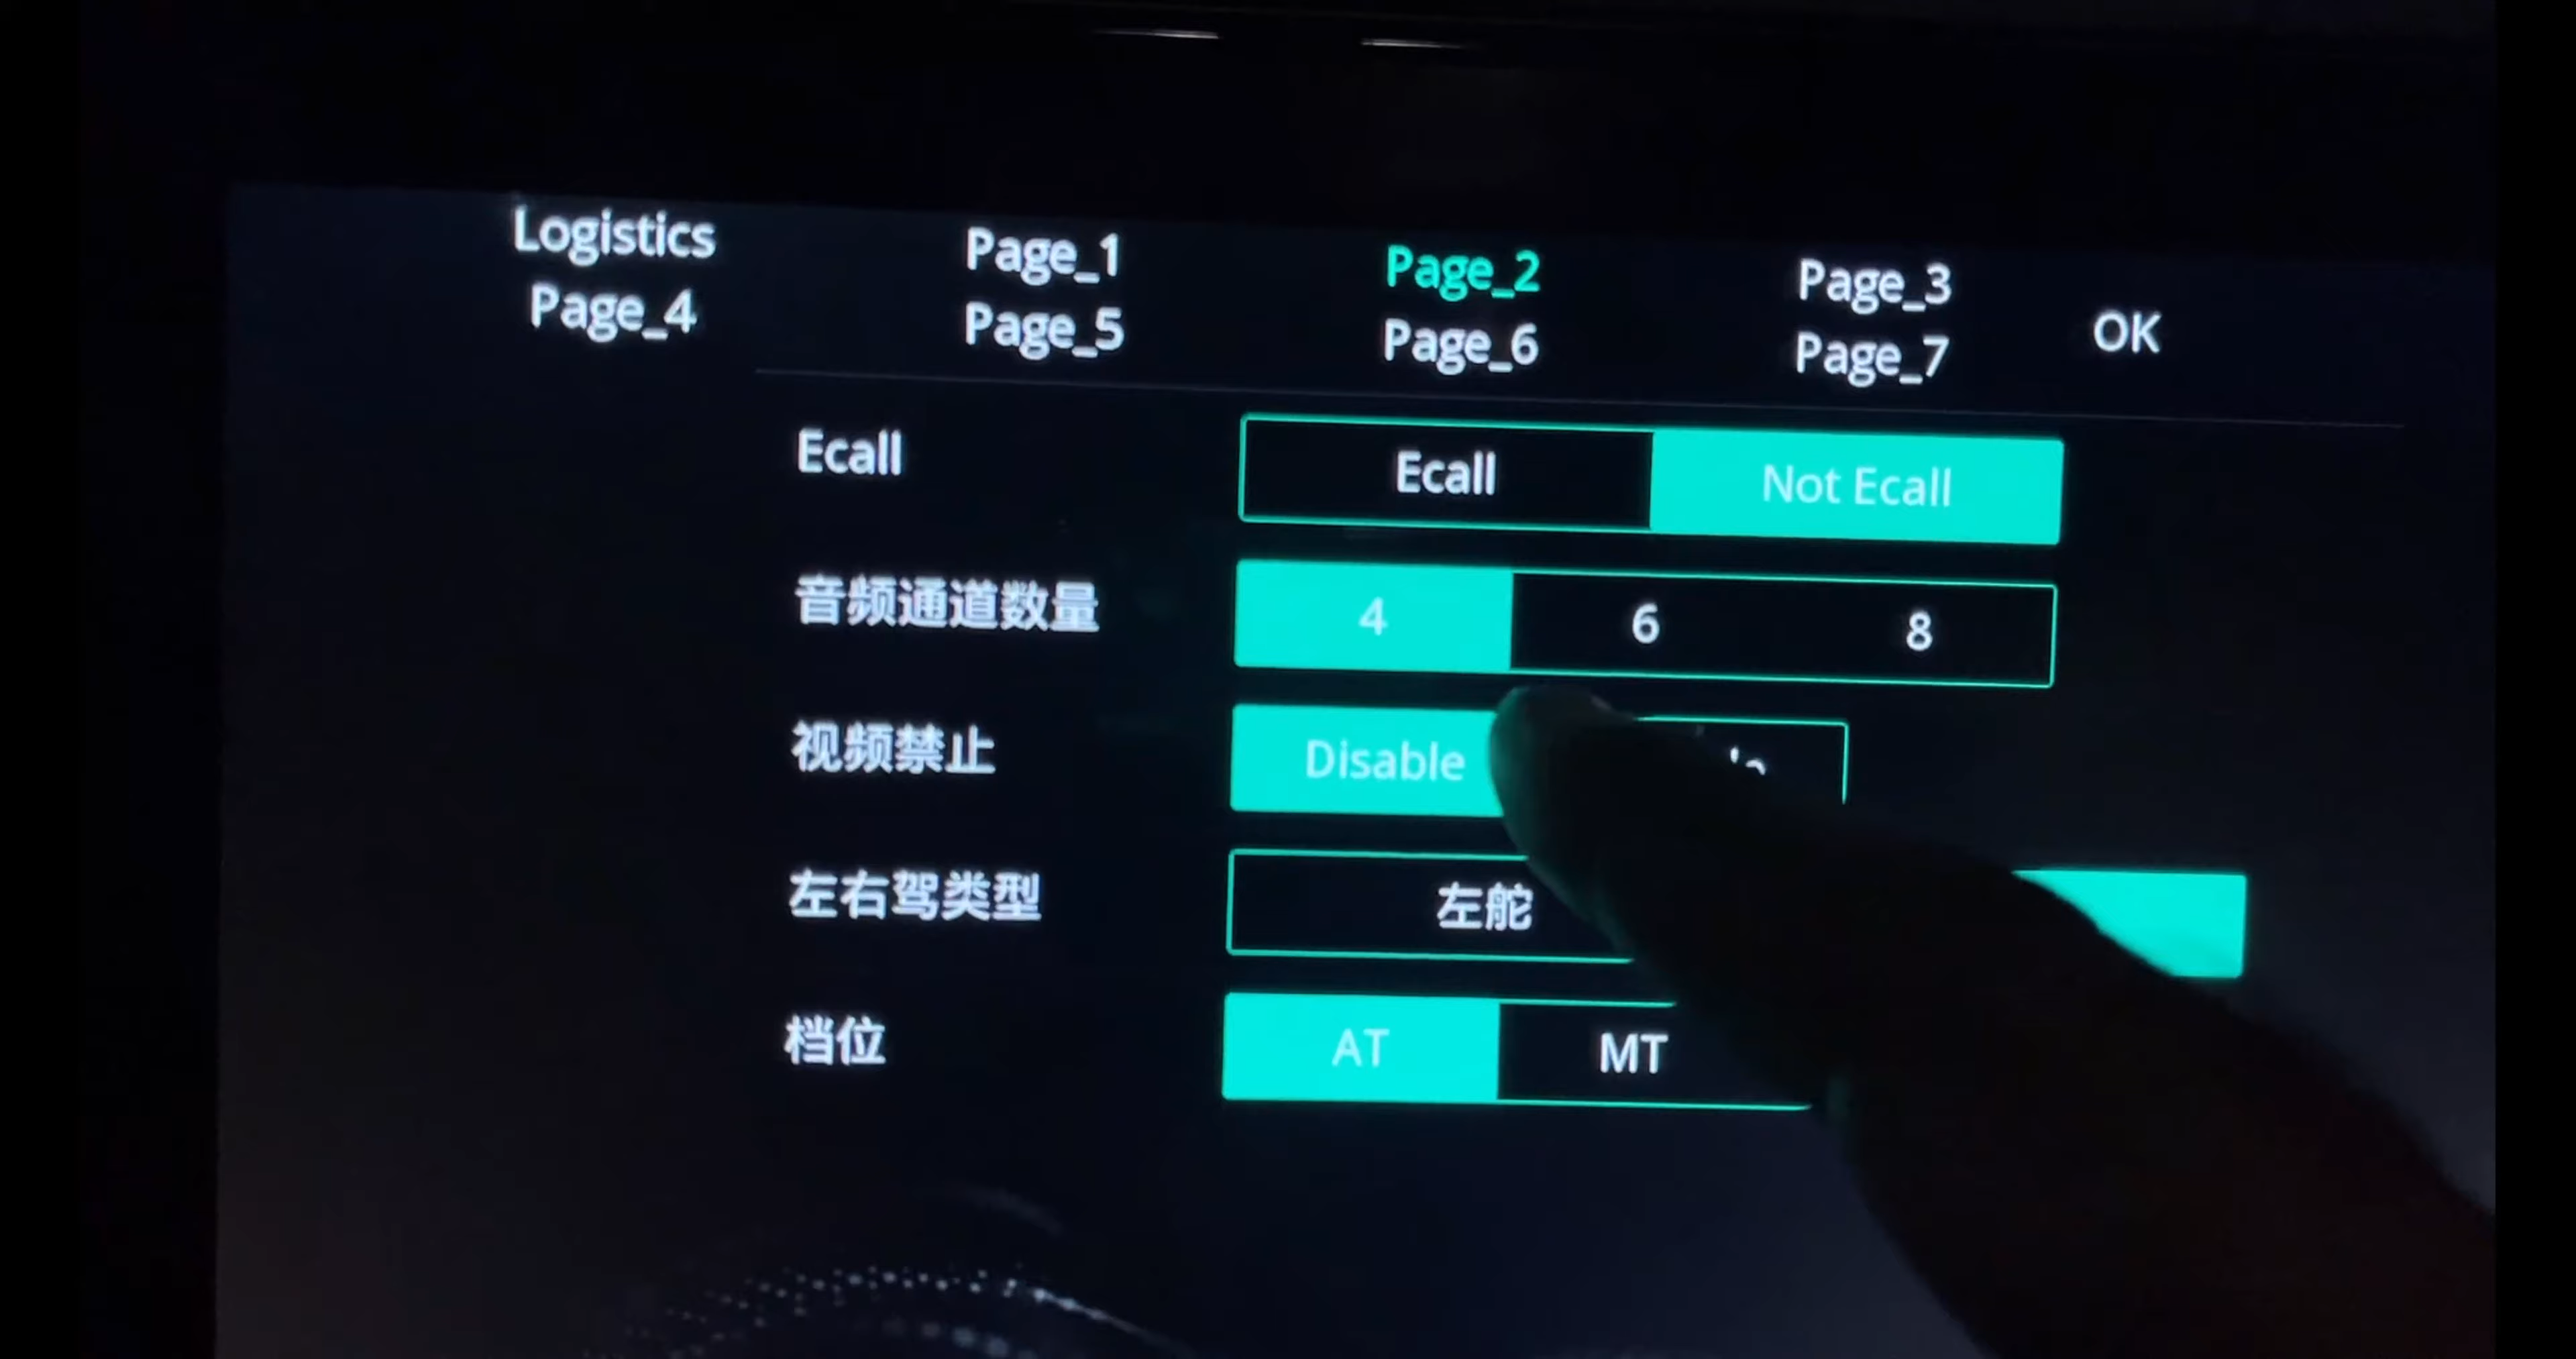 Logistics Page_1 Page_2 Page_3
Page_4 Page_5 Page_6 Page_7 OK
Ecall Ecall Not Ecall
音频通道数量 4 6 8
视频禁止 Disable
左右驾类型 左舵
档位 AT MT